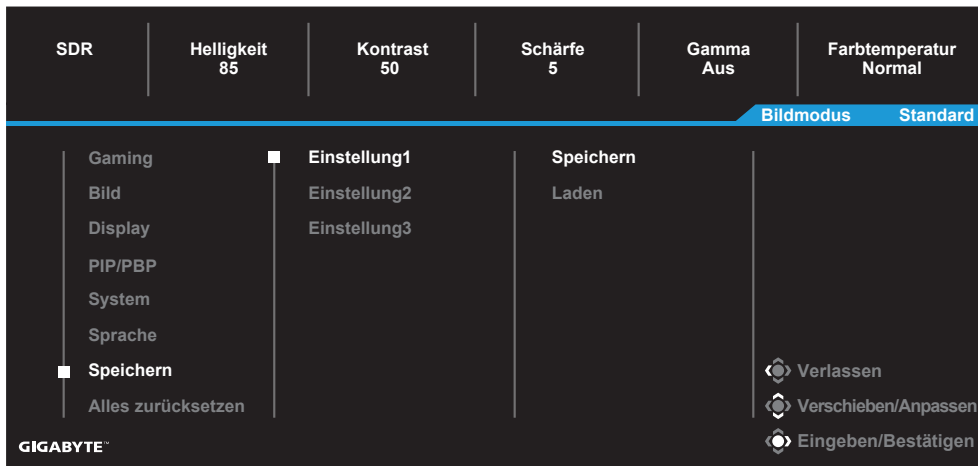 SDR
Helligkeit
85
Kontrast
50
Schärfe
5
Gamma
Aus
Farbtemperatur
Normal
Bildmodus Standard
Gaming
Bild
Display
PIP/PBP
System
Sprache
Speichern
Alles zurücksetzen
Einstellung1
Einstellung2
Einstellung3
Speichern
Laden
Verlassen
Verschieben/Anpassen
Eingeben/Bestätigen
GIGABYTE™